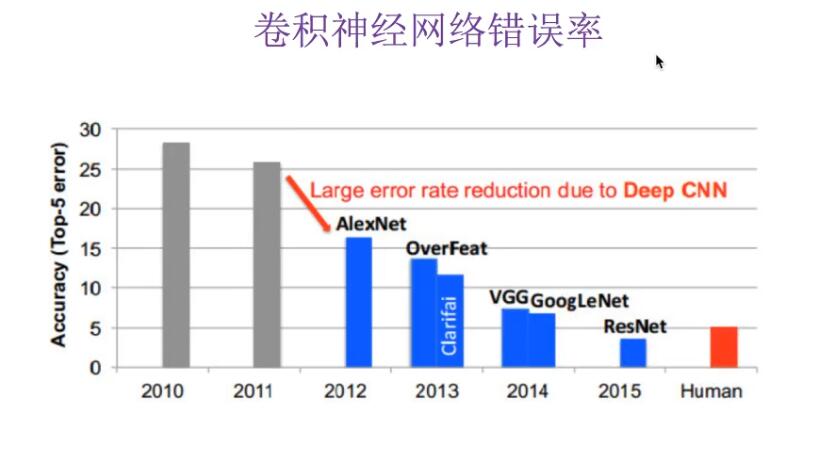 卷积神经网络错误率
Accuracy (Top-5 error)
30
25
20
15
10
5
0
Large error rate reduction due to Deep CNN
AlexNet
OverFeat
Clarifai
VGG GoogLeNet
ResNet
2010 2011 2012 2013 2014 2015 Human